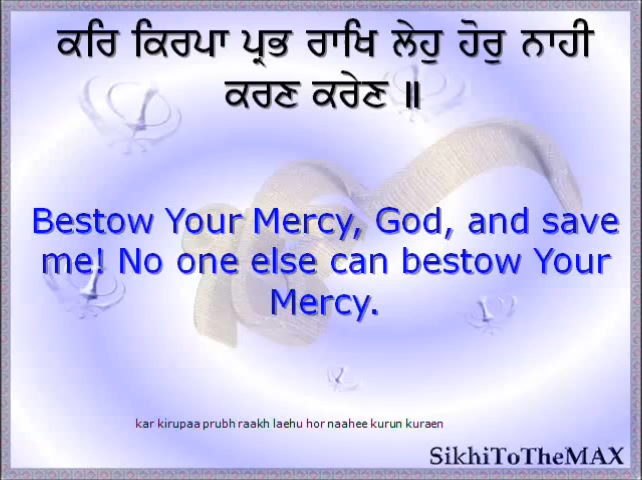 ਕਰਿ ਕਿਰਪਾ ਪ੍ਰਭ ਰਾਖਿ ਲੇਹੁ ਹੋਰੁ ਨਾਹੀ
ਕਰਣ ਕਰੇਣ ॥
Bestow Your Mercy, God, and save
me! No one else can bestow Your
Mercy.
kar kirupaa prubh raakh laehu hor naahee kurun kuraen
SikhiToTheMAX